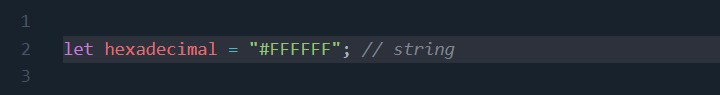 1
2 let hexadecimal = "#FFFFFF"; // string
3